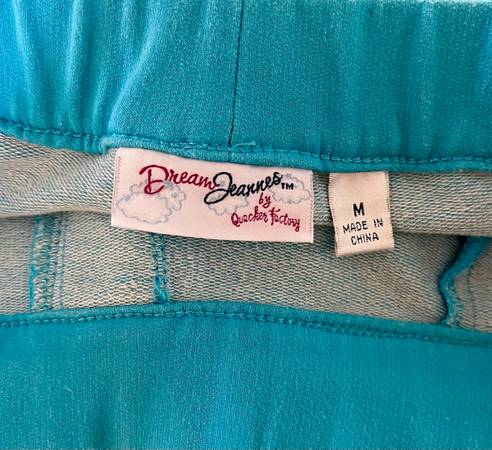 Dream Jeannes™
by
Quacker Factory
M
MADE IN
CHINA